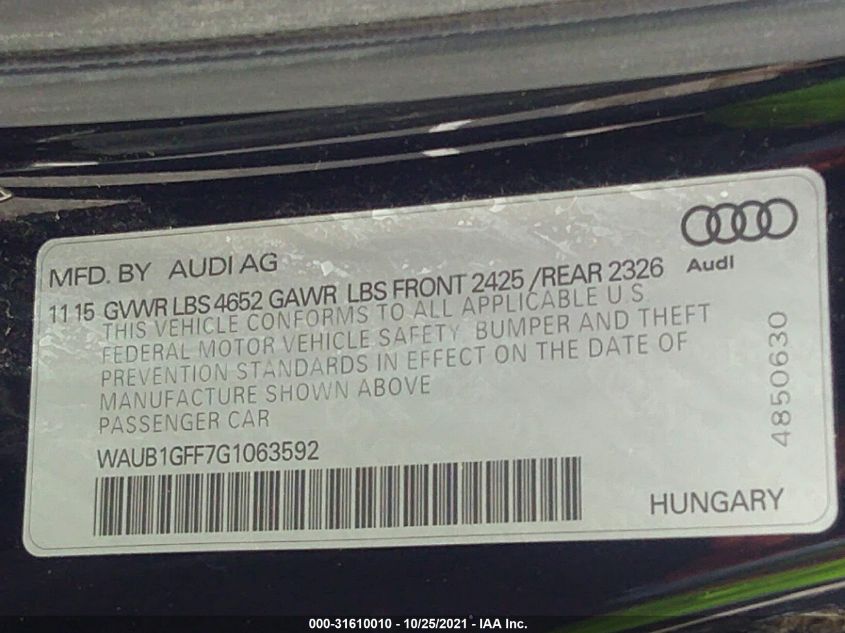 MFD. BY AUDI AG
Audi
11 15 GVWR LBS 4652 GAWR LBS FRONT 2425 /REAR 2326
THIS VEHICLE CONFORMS TO ALL APPLICABLE U.S.
FEDERAL MOTOR VEHICLE SAFETY, BUMPER AND THEFT
PREVENTION STANDARDS IN EFFECT ON THE DATE OF
MANUFACTURE SHOWN ABOVE
PASSENGER CAR
WAUB1GFF7G1063592
4850630
HUNGARY
000-31610010 - 10/25/2021 - IAA Inc.